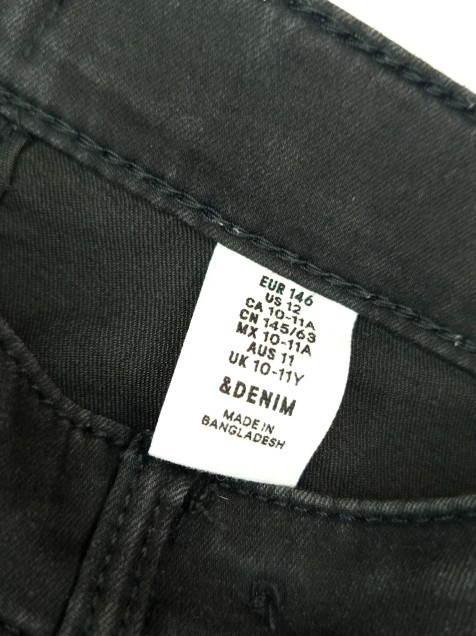 EUR 146
US 12
CA 10-11A
CN 145/63
MX 10-11A
AUS 11
UK 10-11Y
&DENIM
MADE IN
BANGLADESH